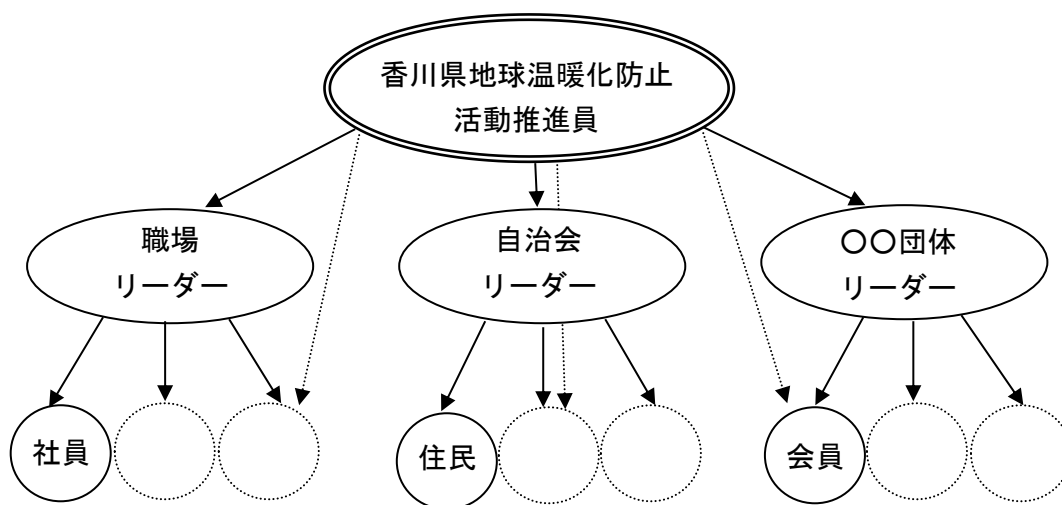 香川県地球温暖化防止
活動推進員
職場
リーダー
自治会
リーダー
〇〇団体
リーダー
社員
住民
会員